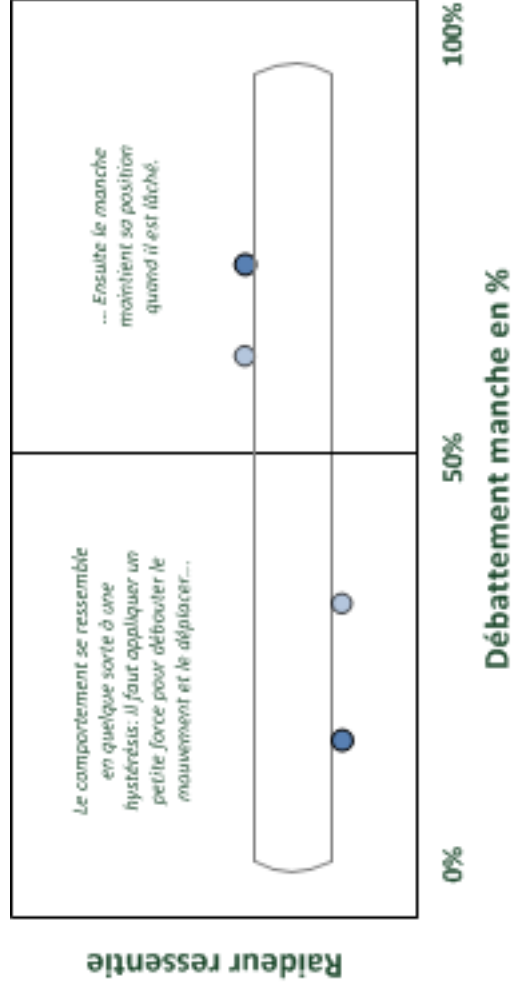 Le comportement se ressemble
en quelque sorte à une
hystérésis: il faut appliquer un
petite force pour débouter le
mouvement et le déplacer...
... Ensuite le manche
maintient sa position
quand il est lâché.
Raideur ressentie
0%
50%
100%
Débattement manche en %